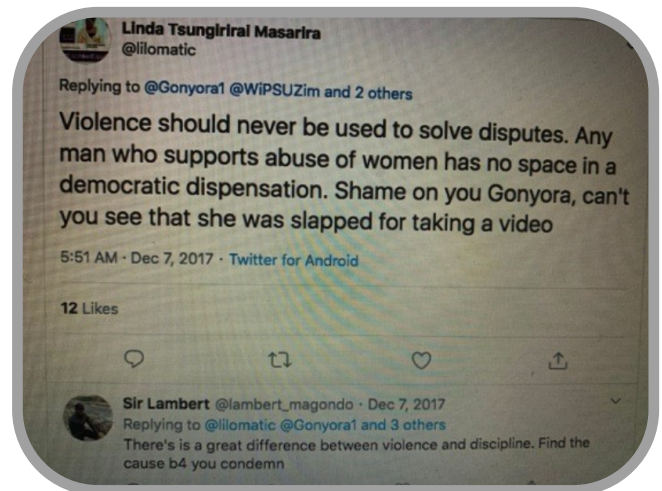 Linda Tsungirirai Masarira
@lilomatic
Replying to @Gonyora1 @WiPSUZim and 2 others
Violence should never be used to solve disputes. Any
man who supports abuse of women has no space in a
democratic dispensation. Shame on you Gonyora, can't
you see that she was slapped for taking a video
5:51 AM · Dec 7, 2017 · Twitter for Android
12 Likes
Sir Lambert @lambert_magondo · Dec 7, 2017
Replying to @lilomatic @Gonyora1 and 3 others
There's is a great difference between violence and discipline. Find the
cause b4 you condemn